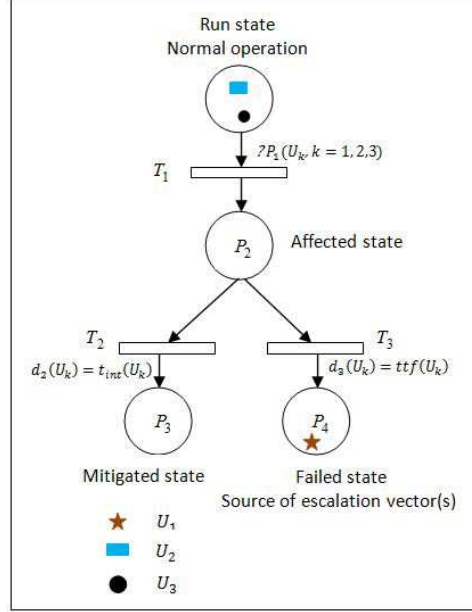 Run state
Normal operation
?P₁(Uₖ, k = 1,2,3)
T₁
P₂
Affected state
T₂
T₃
d₂(Uₖ) = tᵢₙₜ(Uₖ)
d₃(Uₖ) = ttf(Uₖ)
P₃
P₄
Mitigated state
Failed state
Source of escalation vector(s)
U₁
U₂
U₃